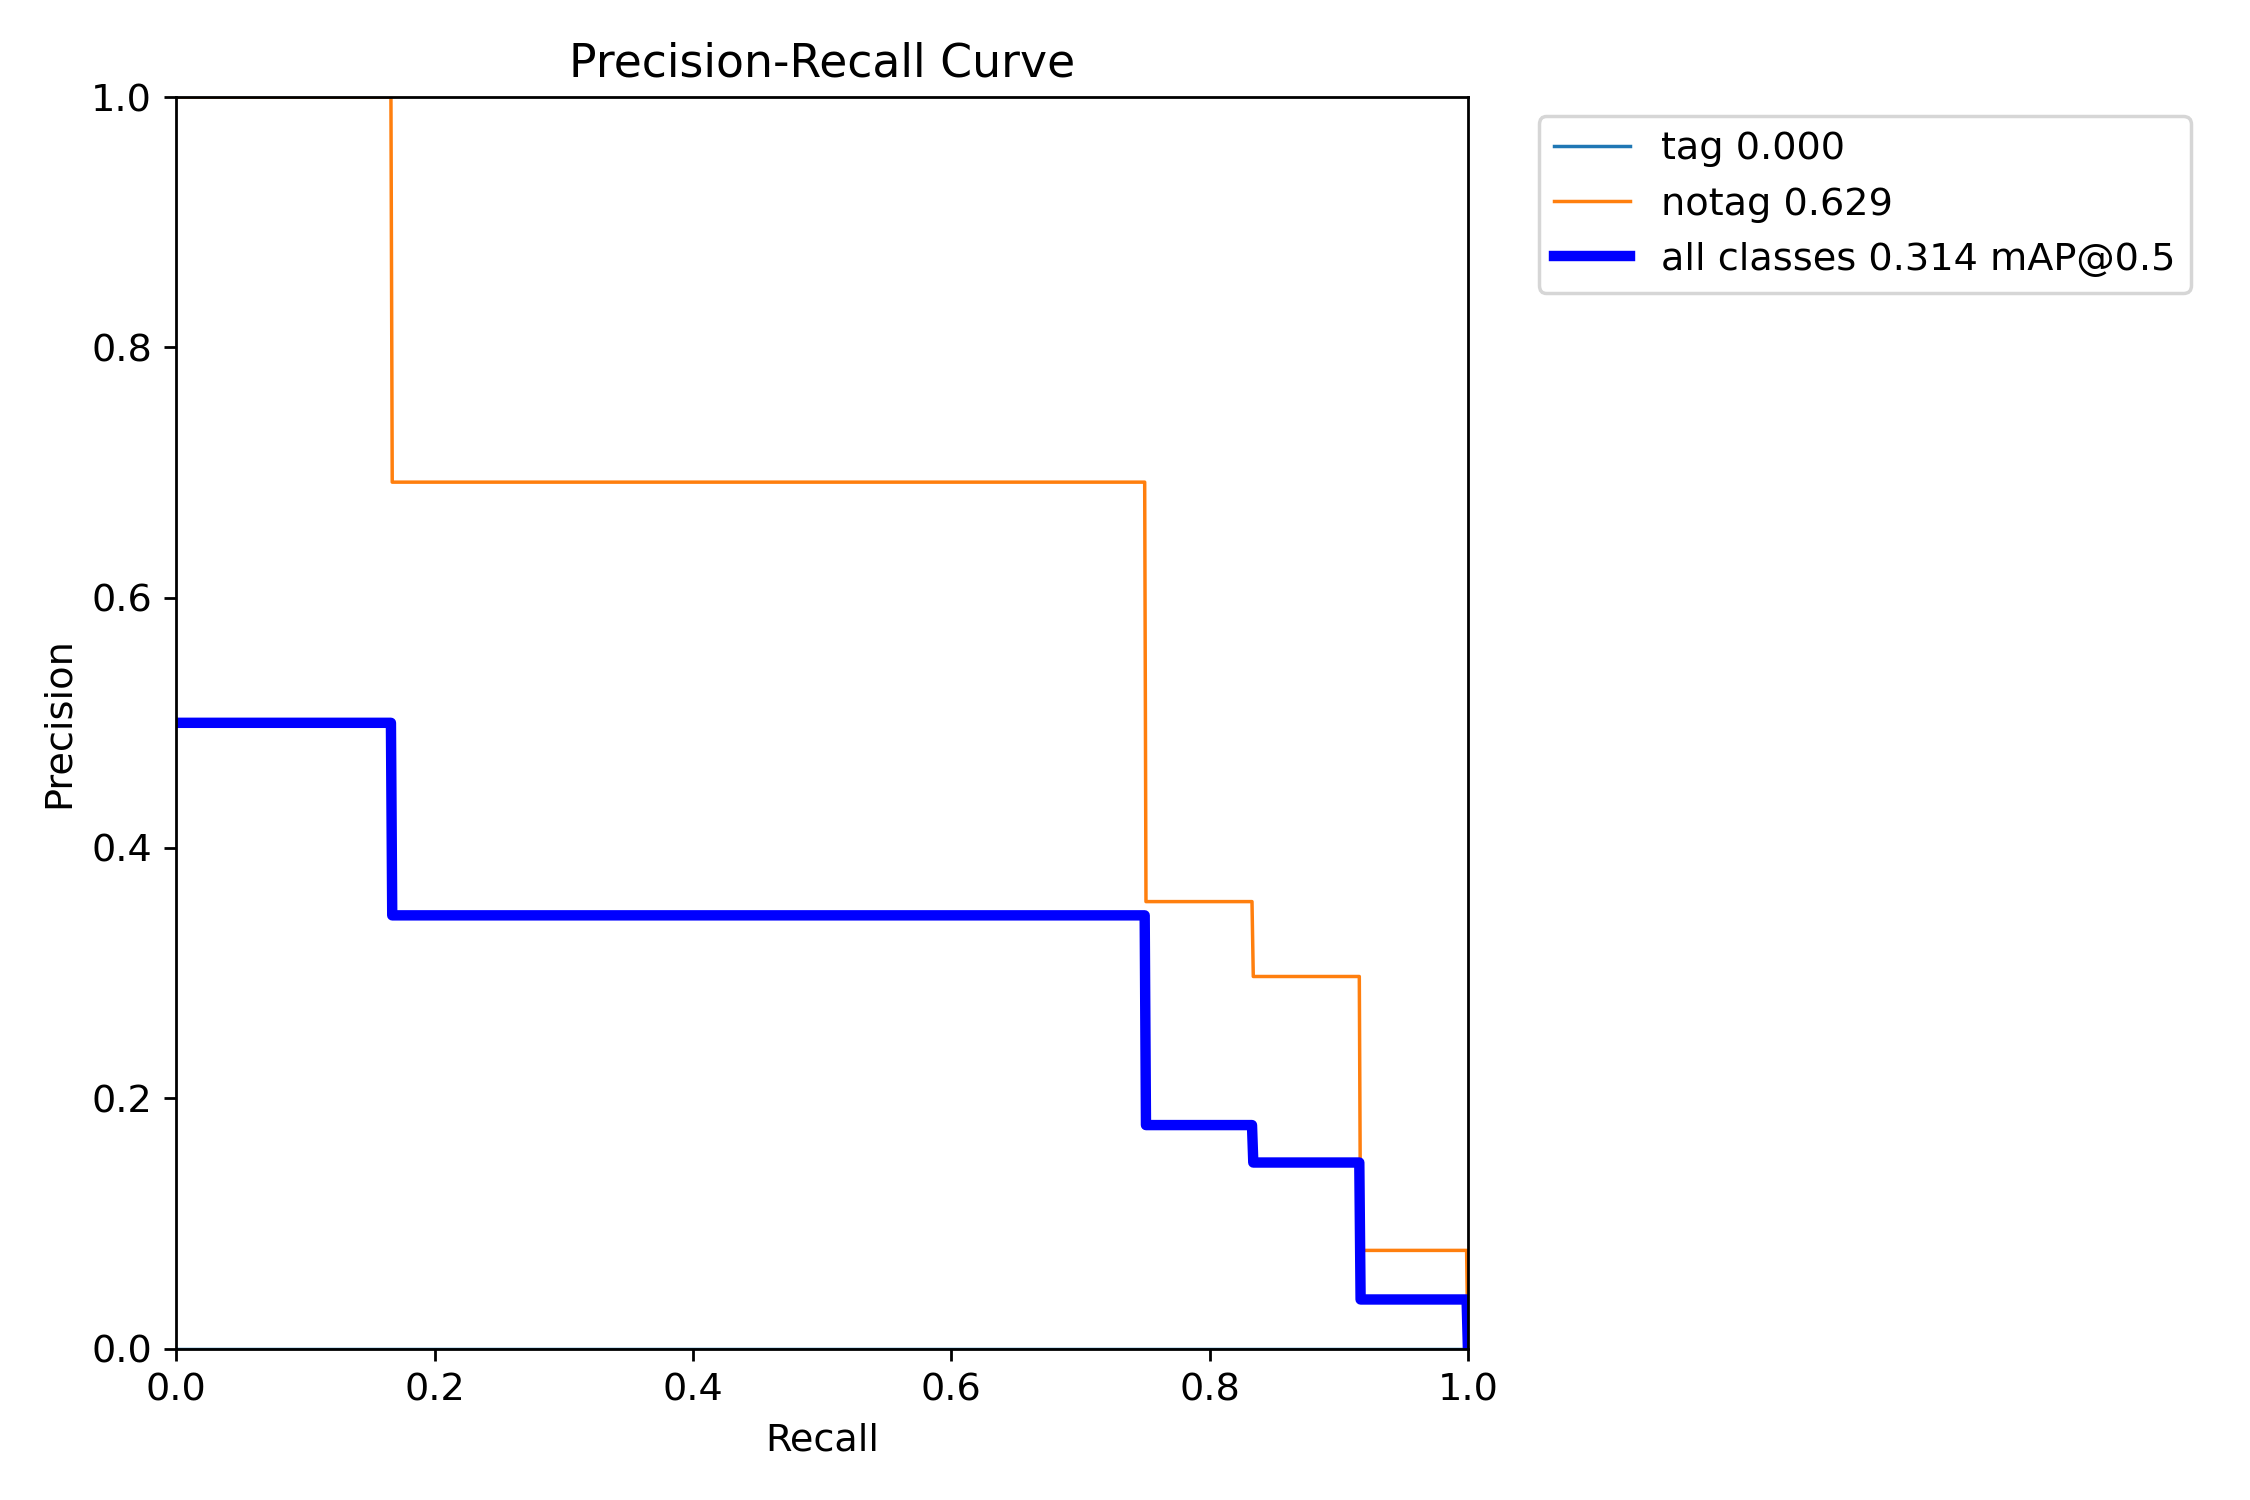 Precision-Recall Curve
1.0
0.8
0.6
0.4
0.2
0.0
Precision
0.0 0.2 0.4 0.6 0.8 1.0
Recall
tag 0.000
notag 0.629
all classes 0.314 mAP@0.5